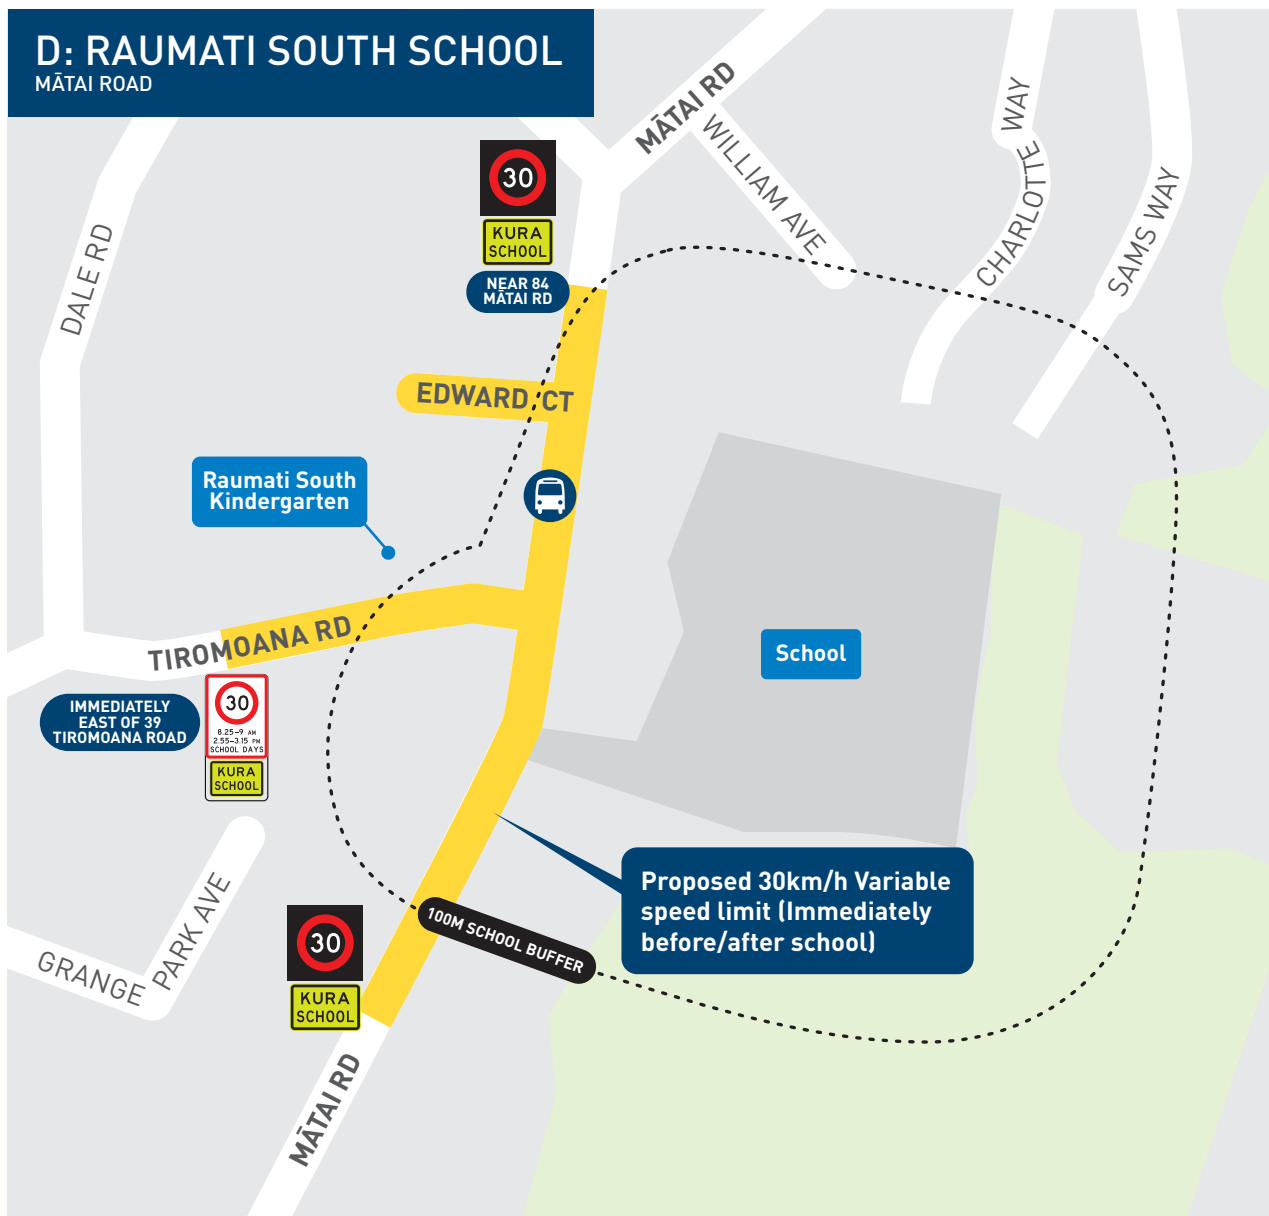 D: RAUMATI SOUTH SCHOOL
MĀTAI ROAD
MĀTAI RD
WILLIAM AVE
CHARLOTTE WAY
SAMS WAY
DALE RD
30
KURA
SCHOOL
NEAR 84
MĀTAI RD
EDWARD CT
Raumati South
Kindergarten
TIROMOANA RD
School
IMMEDIATELY
EAST OF 39
TIROMOANA ROAD
30
8.25–9 AM
2.55–3.15 PM
SCHOOL DAYS
KURA
SCHOOL
Proposed 30km/h Variable
speed limit (Immediately
before/after school)
100M SCHOOL BUFFER
GRANGE PARK AVE
30
KURA
SCHOOL
MĀTAI RD